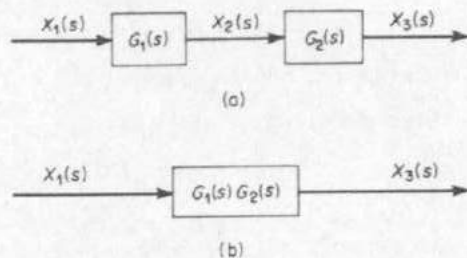 X₁(s) G₁(s) X₂(s) G₂(s) X₃(s)
(a)
X₁(s) G₁(s) G₂(s) X₃(s)
(b)